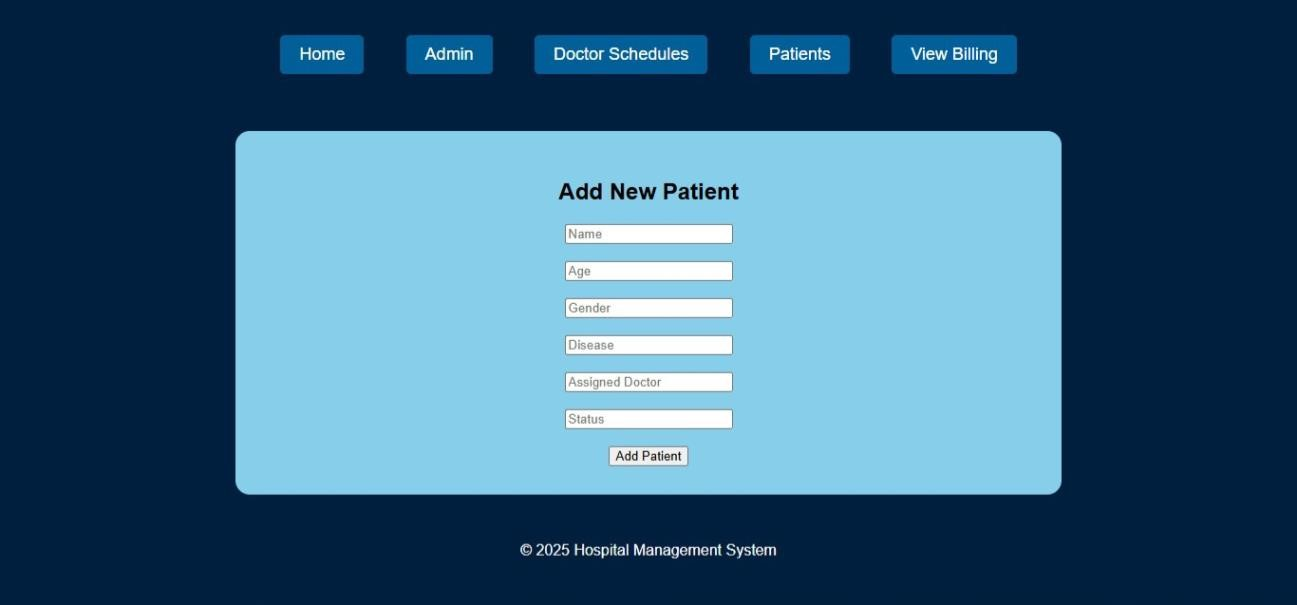 Home Admin Doctor Schedules Patients View Billing
Add New Patient
Name
Age
Gender
Disease
Assigned Doctor
Status
Add Patient
© 2025 Hospital Management System